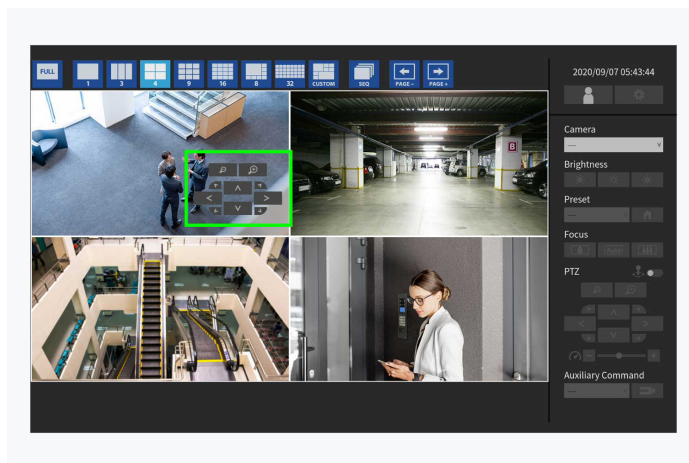 FULL
1
3
4
9
16
8
32
CUSTOM
SEQ
PAGE-
PAGE+
2020/09/07 05:43:44
Camera
---
Brightness
Preset
---
Focus
PTZ
Auxiliary Command
---
B